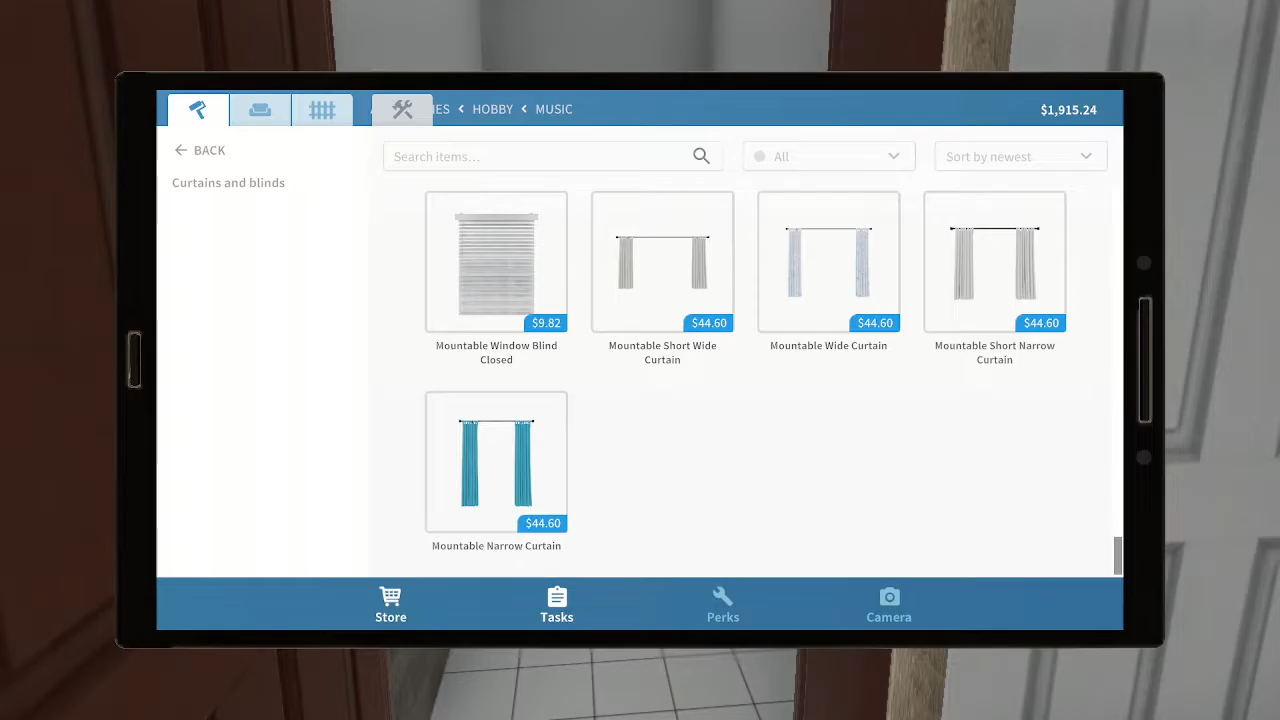 ES < HOBBY < MUSIC
$1,915.24
BACK
Search items...
All
Sort by newest
Curtains and blinds
$9.82
$44.60
$44.60
$44.60
Mountable Window Blind
Closed
Mountable Short Wide
Curtain
Mountable Wide Curtain
Mountable Short Narrow
Curtain
$44.60
Mountable Narrow Curtain
Store
Tasks
Perks
Camera